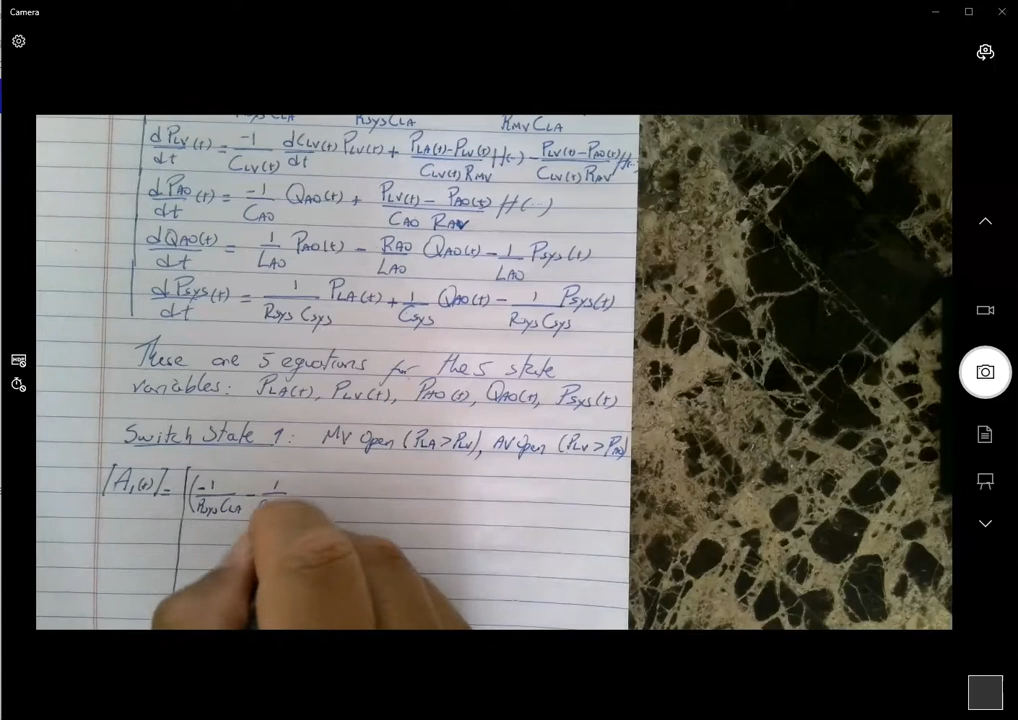 Camera
RsysCLA RMVCLA
dPLV(t)/dt = -1/CLV(t) dCLV(t)/dt PLV(t) + PLA(t)-PLV(t)/CLV(t)RMV H(-) - PLV(t)-PAO(t)/CLV(t)RAV H(-
dPAO(t)/dt = -1/CAO QAO(t) + PLV(t) - PAO(t)/CAO RAV H(...)
dQAO(t)/dt = 1/LAO PAO(t) - RAO/LAO QAO(t) - 1/LAO Psys(t)
dPsys(t)/dt = 1/Rsys Csys PLA(t) + 1/Csys QAO(t) - 1/Rsys Csys Psys(t)
These are 5 equations for the 5 state
variables: PLA(t), PLV(t), PAO(t), QAO(t), Psys(t)
Switch State 1: MV Open (PLA>PLV), AV Open (PLV>PAO)
[A1(t)] = [(-1/Rsys CLA - 1/